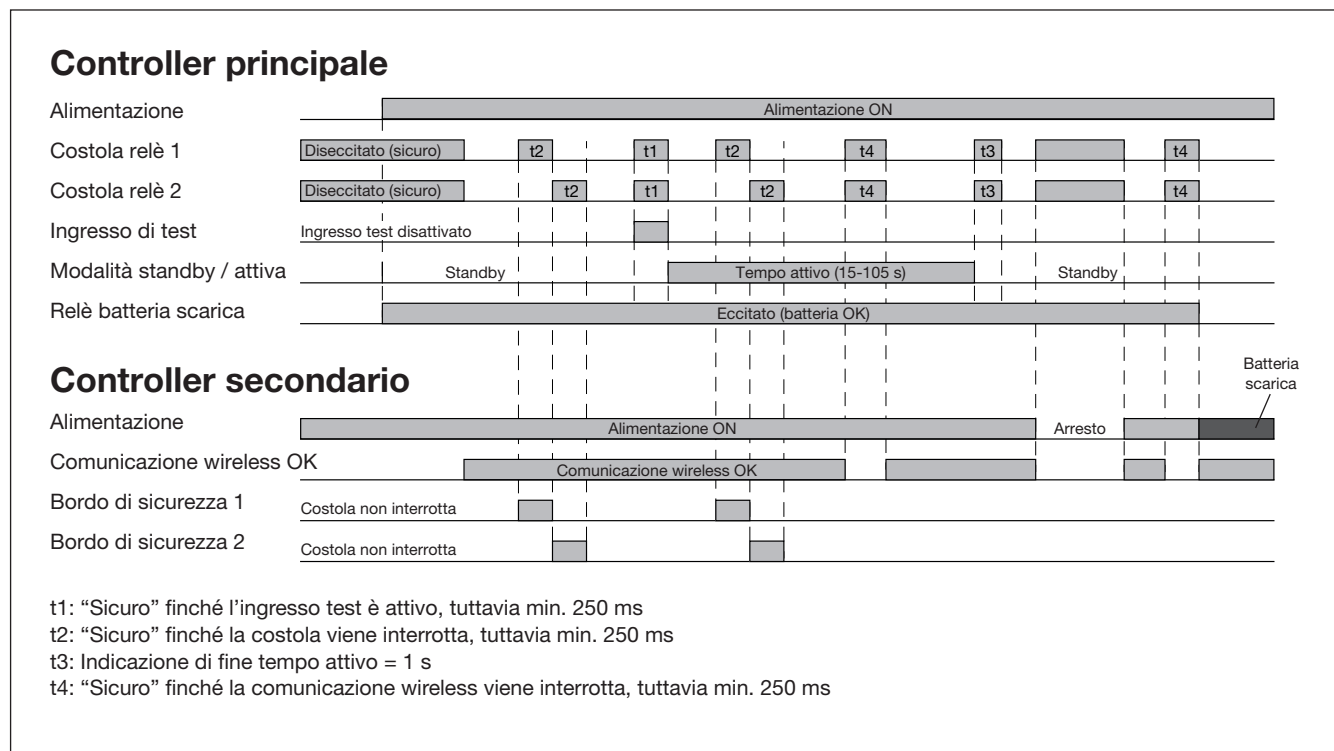 Controller principale
Alimentazione
Alimentazione ON
Costola relè 1
Diseccitato (sicuro)
t2
t1
t2
t4
t3
t4
Costola relè 2
Diseccitato (sicuro)
t2
t1
t2
t4
t3
t4
Ingresso di test
Ingresso test disattivato
Modalità standby / attiva
Standby
Tempo attivo (15-105 s)
Standby
Relè batteria scarica
Eccitato (batteria OK)
Controller secondario
Batteria
scarica
Alimentazione
Alimentazione ON
Arresto
Comunicazione wireless OK
Comunicazione wireless OK
Bordo di sicurezza 1
Costola non interrotta
Bordo di sicurezza 2
Costola non interrotta
t1: “Sicuro” finché l’ingresso test è attivo, tuttavia min. 250 ms
t2: “Sicuro” finché la costola viene interrotta, tuttavia min. 250 ms
t3: Indicazione di fine tempo attivo = 1 s
t4: “Sicuro” finché la comunicazione wireless viene interrotta, tuttavia min. 250 ms